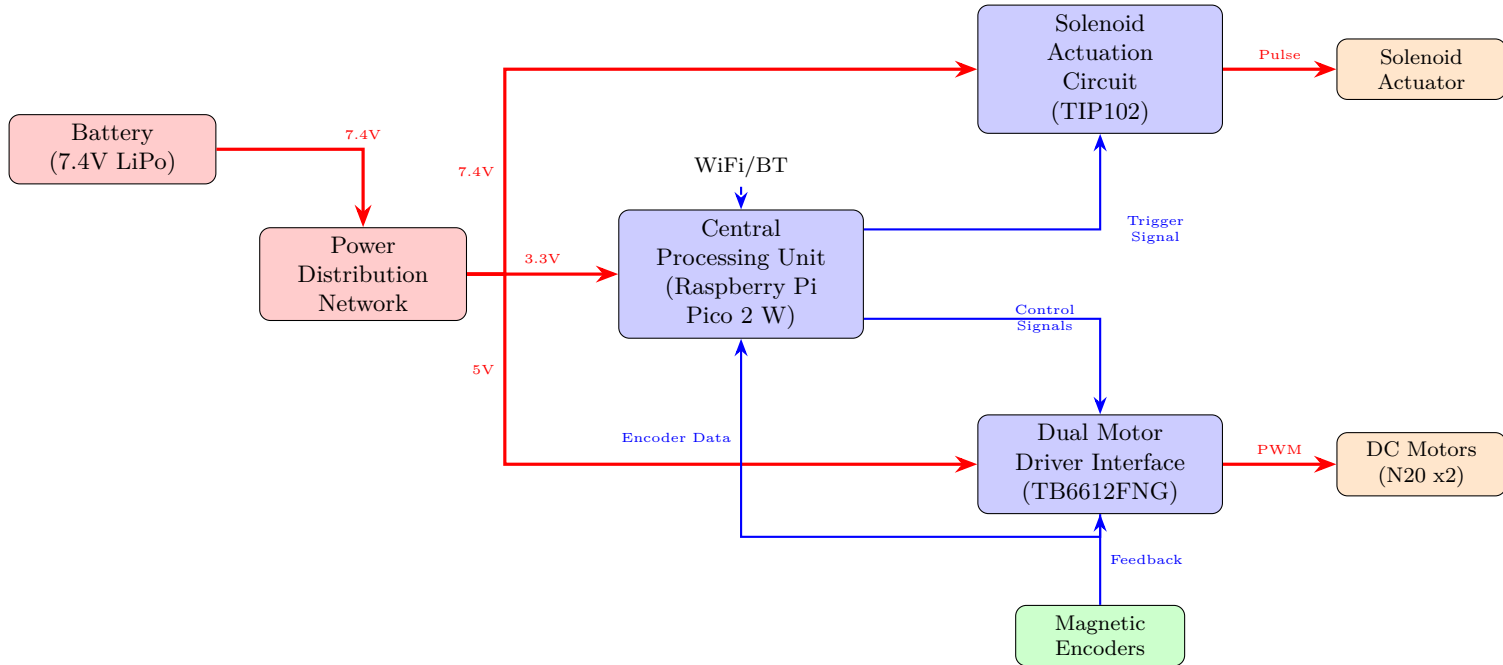 Solenoid
Actuation
Circuit
(TIP102)
Pulse
Solenoid
Actuator
Battery
(7.4V LiPo)
7.4V
7.4V
WiFi/BT
Power
Distribution
Network
3.3V
Central
Processing Unit
(Raspberry Pi
Pico 2 W)
Trigger
Signal
Control
Signals
5V
Encoder Data
Dual Motor
Driver Interface
(TB6612FNG)
PWM
DC Motors
(N20 x2)
Feedback
Magnetic
Encoders